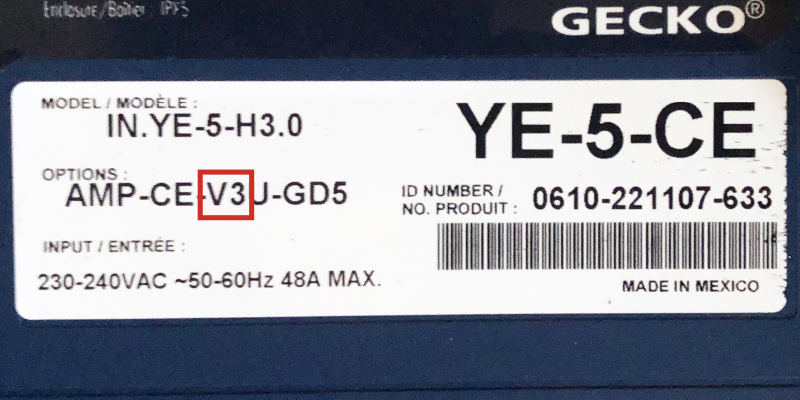 Enclosure/Boîtier: IPX5
GECKO®
MODEL / MODÈLE :
IN.YE-5-H3.0
YE-5-CE
OPTIONS :
AMP-CE-V3U-GD5
ID NUMBER /
NO. PRODUIT : 0610-221107-633
INPUT / ENTRÉE :
230-240VAC ~50-60Hz 48A MAX.
MADE IN MEXICO